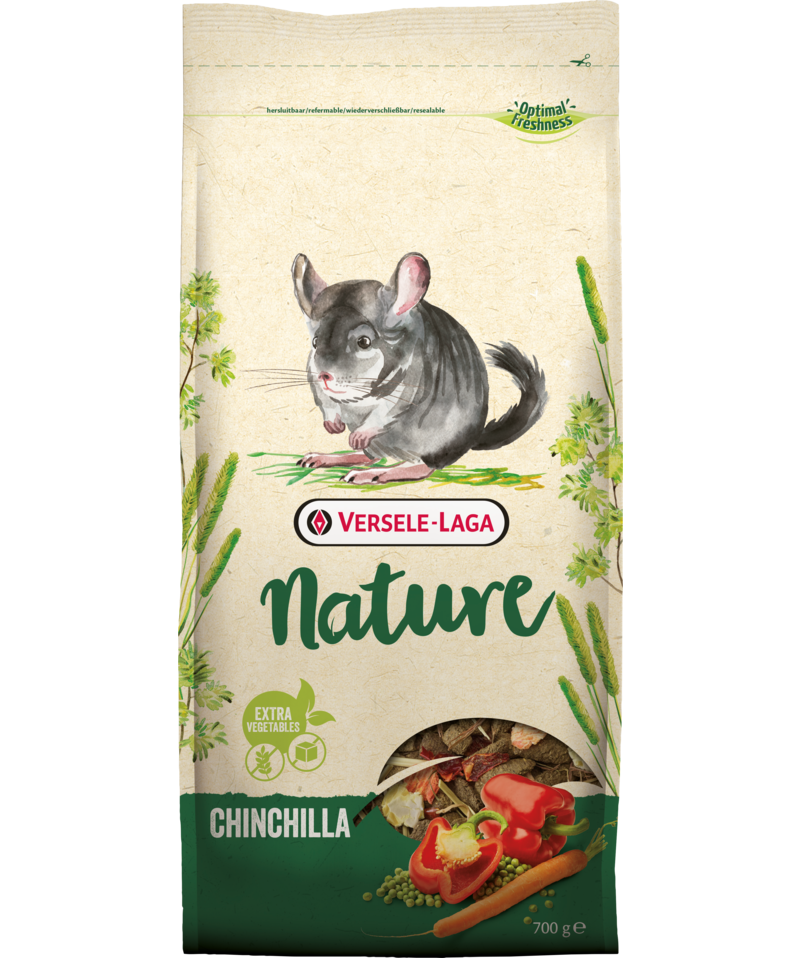 hersluitbaar/refermable/wiederverschließbar/resealable
Optimal
Freshness
VERSELE-LAGA
Nature
EXTRA
VEGETABLES
CHINCHILLA
700 g ℮